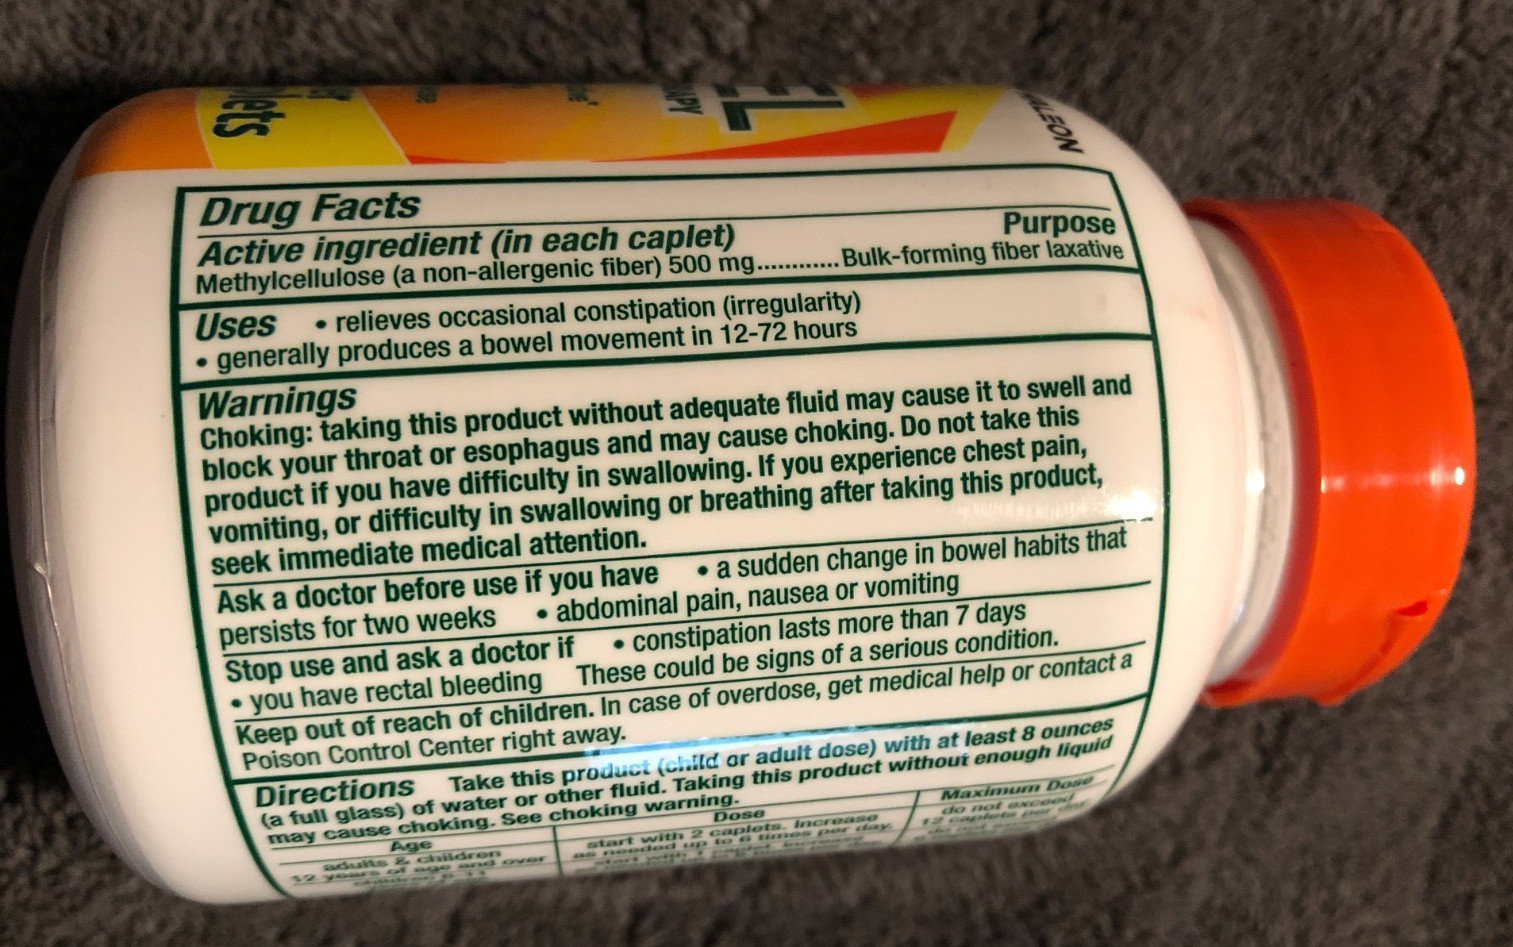 lets
APY
EL
Drug Facts
Active ingredient (in each caplet) Purpose
Methylcellulose (a non-allergenic fiber) 500 mg............Bulk-forming fiber laxative
Uses • relieves occasional constipation (irregularity)
• generally produces a bowel movement in 12-72 hours
Warnings
Choking: taking this product without adequate fluid may cause it to swell and
block your throat or esophagus and may cause choking. Do not take this
product if you have difficulty in swallowing. If you experience chest pain,
vomiting, or difficulty in swallowing or breathing after taking this product,
seek immediate medical attention.
Ask a doctor before use if you have • a sudden change in bowel habits that
persists for two weeks • abdominal pain, nausea or vomiting
Stop use and ask a doctor if • constipation lasts more than 7 days
• you have rectal bleeding These could be signs of a serious condition.
Keep out of reach of children. In case of overdose, get medical help or contact a
Poison Control Center right away.
Directions Take this product (child or adult dose) with at least 8 ounces
(a full glass) of water or other fluid. Taking this product without enough liquid
may cause choking. See choking warning.
Age Dose Maximum Dose
adults & children start with 2 caplets. Increase do not exceed
12 years of age and over as needed up to 6 times per day. 12 caplets per day
children 6-11 start with 1 caplet. Increase